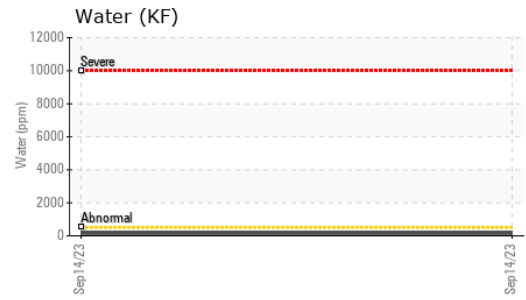 Water (KF)
12000
Severe
10000
8000
Water (ppm)
6000
4000
2000
Abnormal
0
Sep14/23
Sep14/23